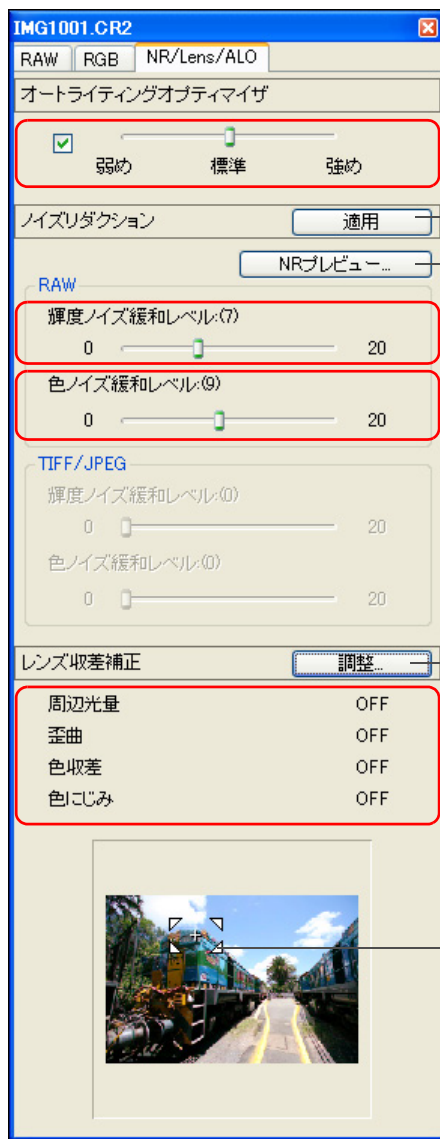 IMG1001.CR2
RAW RGB NR/Lens/ALO
オートライティングオプティマイザ
弱め 標準 強め
ノイズリダクション 適用
NRプレビュー...
RAW
輝度ノイズ緩和レベル:(7)
0 20
色ノイズ緩和レベル:(9)
0 20
TIFF/JPEG
輝度ノイズ緩和レベル:(0)
0 20
色ノイズ緩和レベル:(0)
0 20
レンズ収差補正 調整...
周辺光量 OFF
歪曲 OFF
色収差 OFF
色にじみ OFF